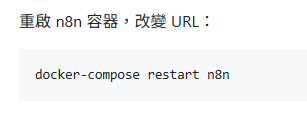 重啟 n8n 容器，改變 URL：
docker-compose restart n8n